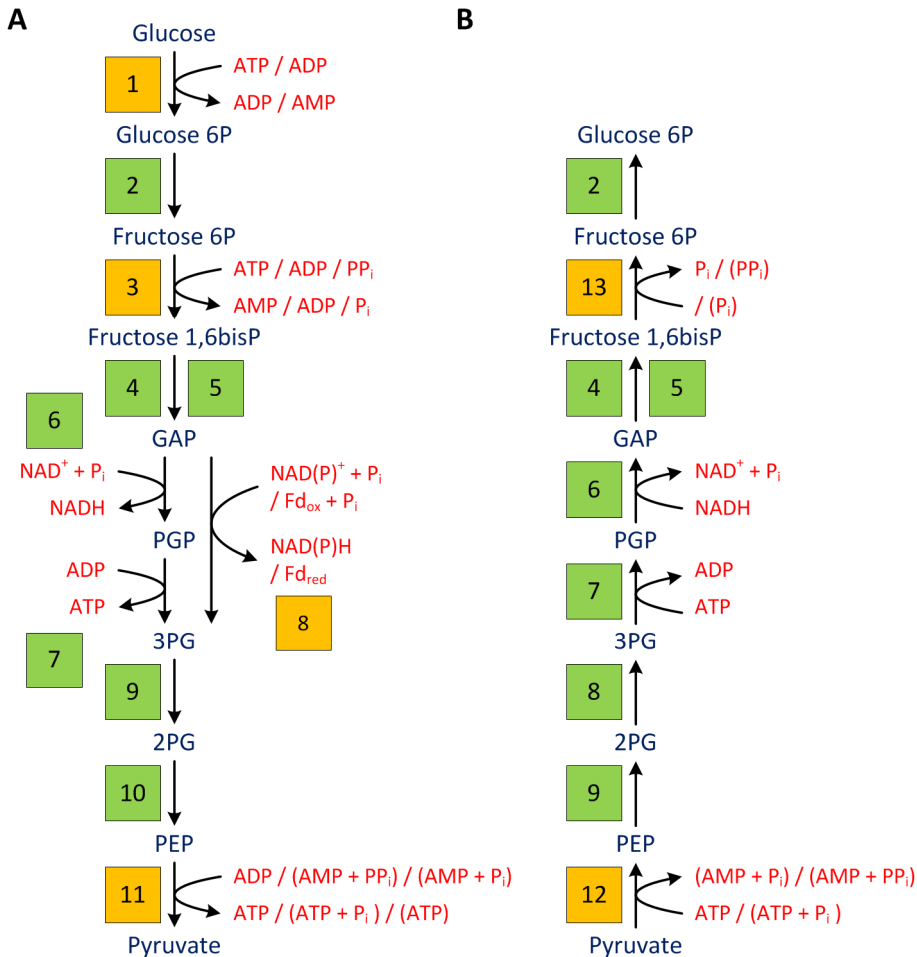 A
Glucose
1
ATP / ADP
ADP / AMP
Glucose 6P
2
Fructose 6P
3
ATP / ADP / PPᵢ
AMP / ADP / Pᵢ
Fructose 1,6bisP
4
5
6
GAP
NAD⁺ + Pᵢ
NADH
NAD(P)⁺ + Pᵢ
/ Fdₒₓ + Pᵢ
PGP
NAD(P)H
/ Fd_red
ADP
ATP
8
3PG
7
9
2PG
10
PEP
11
ADP / (AMP + PPᵢ) / (AMP + Pᵢ)
ATP / (ATP + Pᵢ ) / (ATP)
Pyruvate
B
Glucose 6P
2
Fructose 6P
13
Pᵢ / (PPᵢ)
/ (Pᵢ)
Fructose 1,6bisP
4
5
GAP
6
NAD⁺ + Pᵢ
NADH
PGP
7
ADP
ATP
3PG
8
2PG
9
PEP
12
(AMP + Pᵢ) / (AMP + PPᵢ)
ATP / (ATP + Pᵢ )
Pyruvate